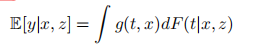 𝔼[y|x, z] = ∫ g(t, x)dF(t|x, z)